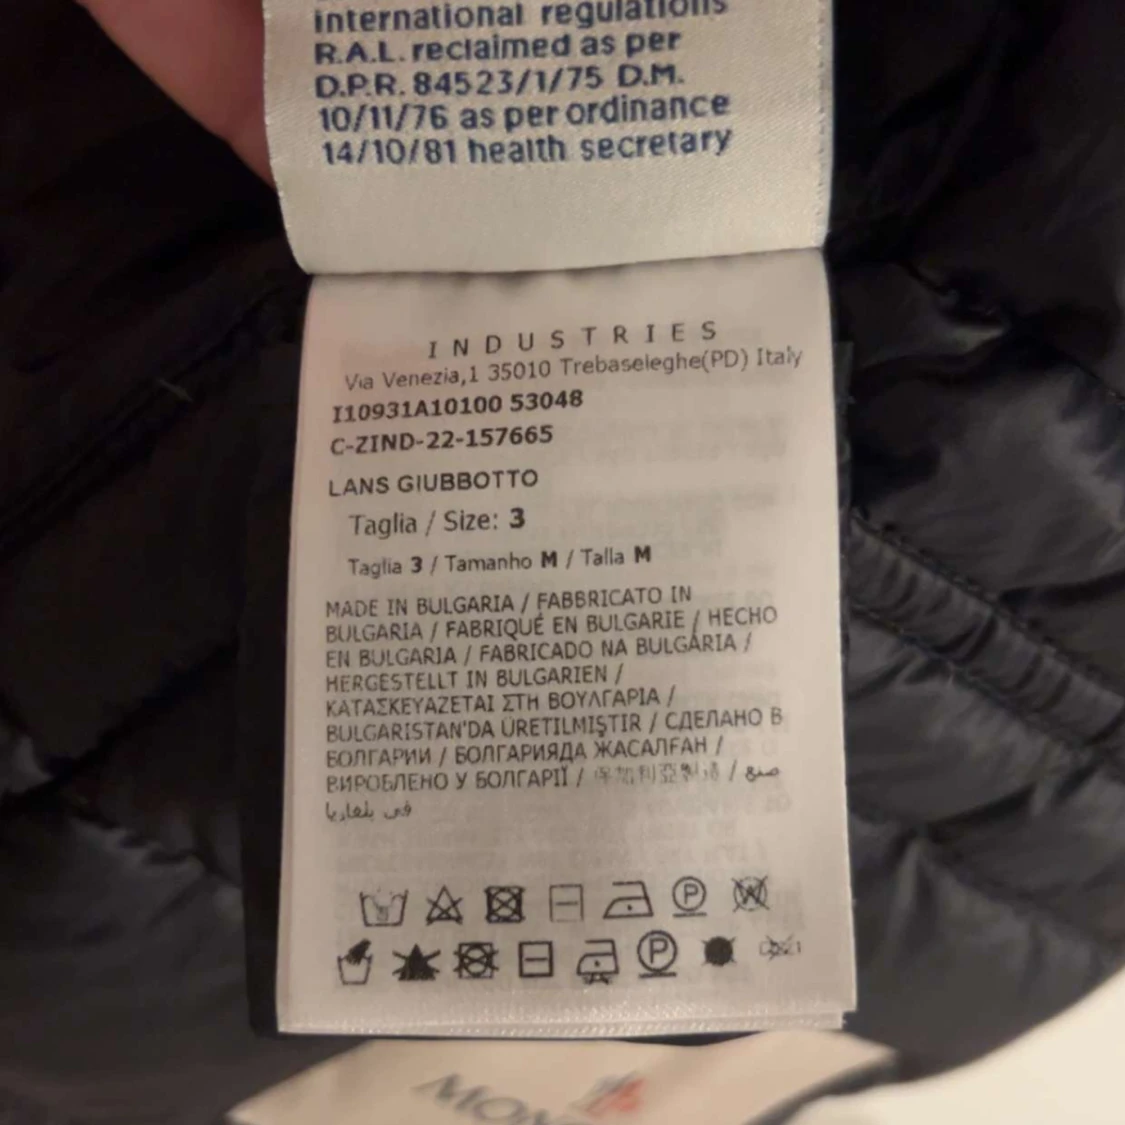 international regulations
R.A.L. reclaimed as per
D.P.R. 84523/1/75 D.M.
10/11/76 as per ordinance
14/10/81 health secretary
INDUSTRIES
Via Venezia,1 35010 Trebaseleghe(PD) Italy
I10931A10100 53048
C-ZIND-22-157665
LANS GIUBBOTTO
Taglia / Size: 3
Taglia 3 / Tamanho M / Talla M
MADE IN BULGARIA / FABBRICATO IN
BULGARIA / FABRIQUÉ EN BULGARIE / HECHO
EN BULGARIA / FABRICADO NA BULGÁRIA /
HERGESTELLT IN BULGARIEN /
ΚΑΤΑΣΚΕΥΑΖΕΤΑΙ ΣΤΗ ΒΟΥΛΓΑΡΙΑ /
BULGARISTAN'DA ÜRETILMIŞTIR / СДЕЛАНО В
БОЛГАРИИ / БОЛГАРИЯДА ЖАСАЛҒАН /
ВИРОБЛЕНО У БОЛГАРІЇ / 保加利亞製造 / صنع
في بلغاريا
P W
P